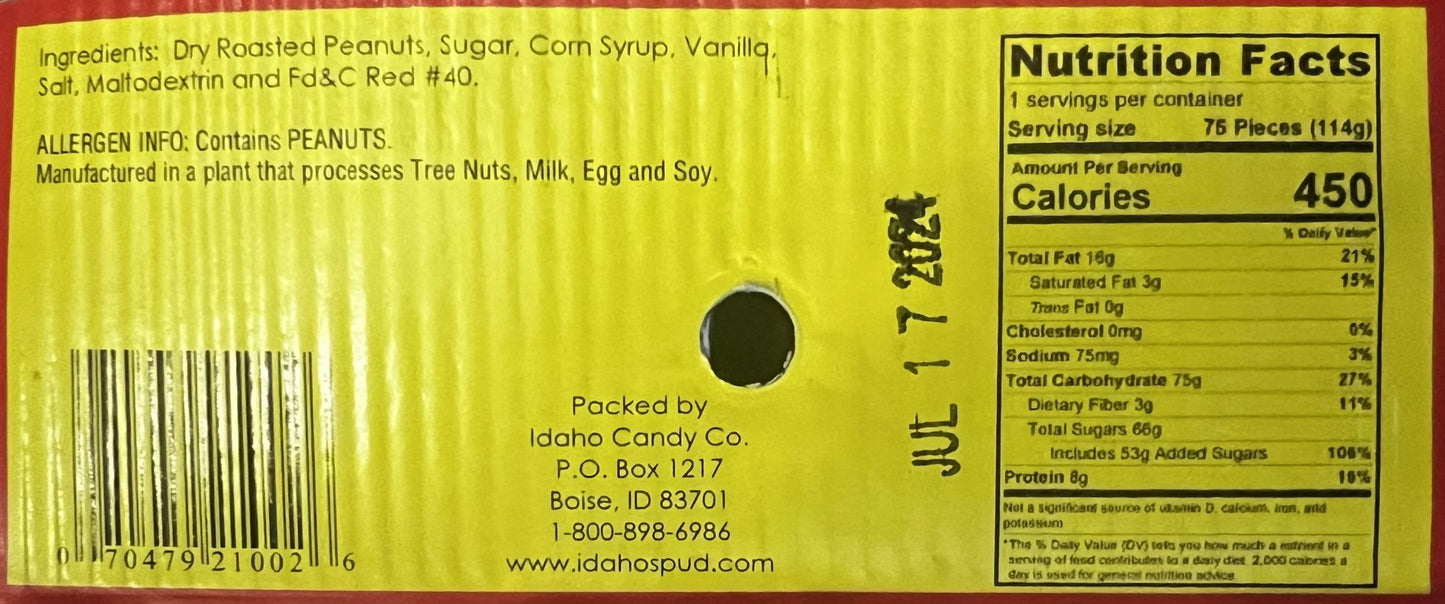 Ingredients: Dry Roasted Peanuts, Sugar, Corn Syrup, Vanilla,
Salt, Maltodextrin and Fd&C Red #40.
ALLERGEN INFO: Contains PEANUTS.
Manufactured in a plant that processes Tree Nuts, Milk, Egg and Soy.
0 70479 21002 6
Packed by
Idaho Candy Co.
P.O. Box 1217
Boise, ID 83701
1-800-898-6986
www.idahospud.com
JUL 17 2024
Nutrition Facts
1 servings per container
Serving size 76 Pieces (114g)
Amount Per Serving
Calories 450
% Daily Value*
Total Fat 16g 21%
Saturated Fat 3g 15%
Trans Fat 0g
Cholesterol 0mg 0%
Sodium 75mg 3%
Total Carbohydrate 75g 27%
Dietary Fiber 3g 11%
Total Sugars 66g
Includes 53g Added Sugars 106%
Protein 8g 16%
Not a significant source of vitamin D, calcium, iron, and
potassium
*The % Daily Value (DV) tells you how much a nutrient in a
serving of food contributes to a daily diet. 2,000 calories a
day is used for general nutrition advice.